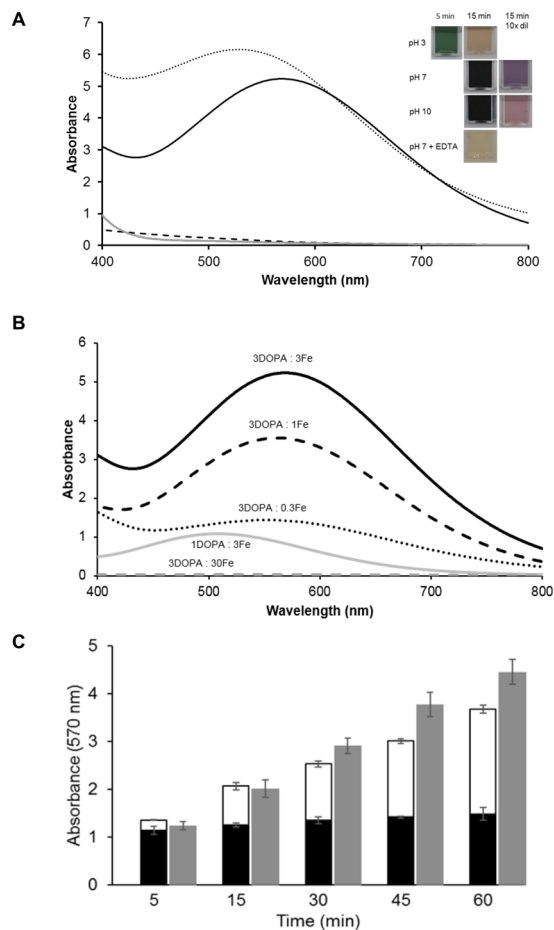 A
5 min 15 min 15 min
10x dil
pH 3
pH 7
pH 10
pH 7 + EDTA
7
6
5
4
3
2
1
0
Absorbance
400 500 600 700 800
Wavelength (nm)
B
6
5
4
3
2
1
0
Absorbance
3DOPA : 3Fe
3DOPA : 1Fe
3DOPA : 0.3Fe
1DOPA : 3Fe
3DOPA : 30Fe
400 500 600 700 800
Wavelength (nm)
C
5
4
3
2
1
0
Absorbance (570 nm)
5 15 30 45 60
Time (min)